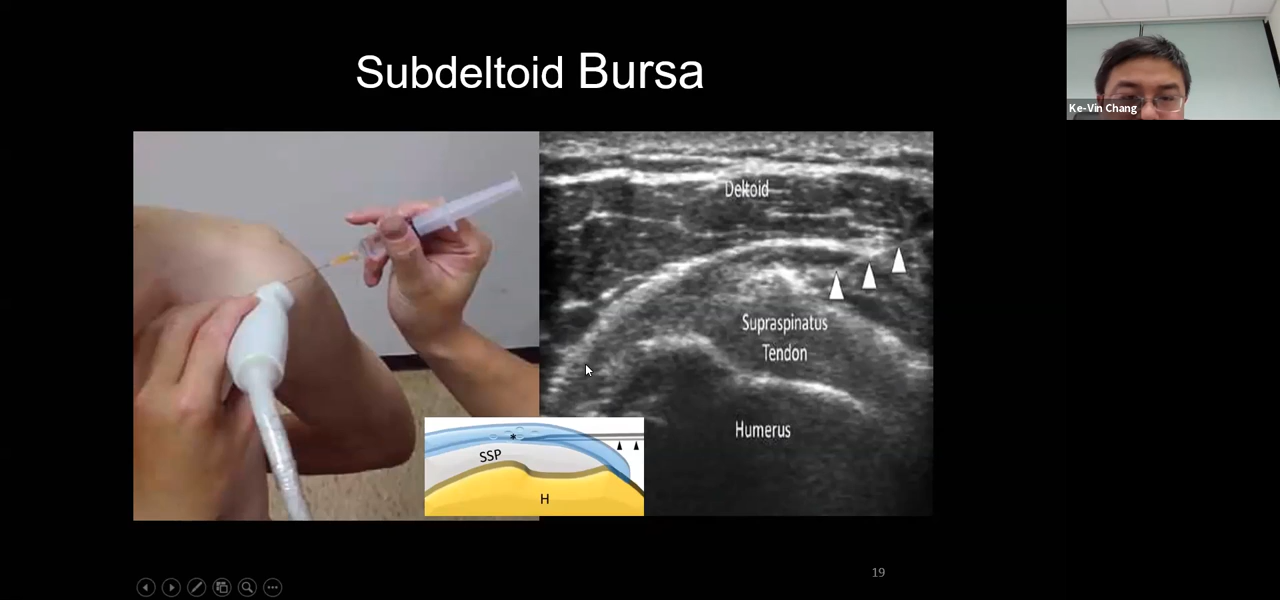 Subdeltoid Bursa
Ke-Vin Chang
Deltoid
Supraspinatus
Tendon
Humerus
SSP
*
H
19